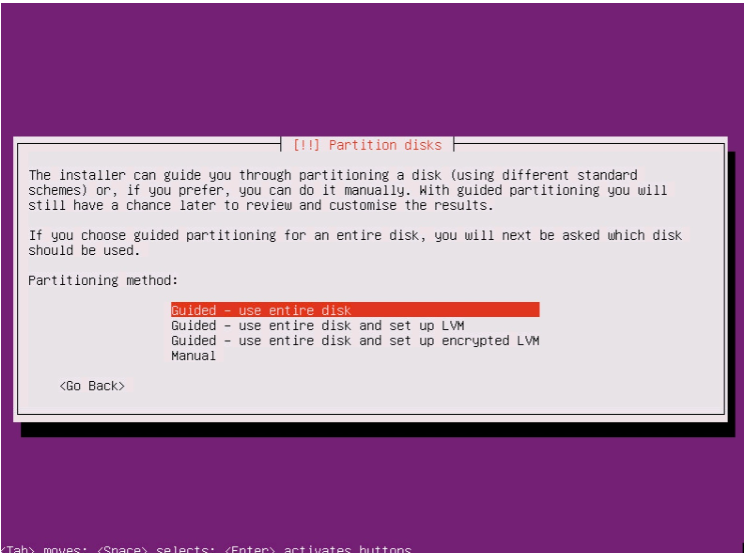 [!!] Partition disks
The installer can guide you through partitioning a disk (using different standard
schemes) or, if you prefer, you can do it manually. With guided partitioning you will
still have a chance later to review and customise the results.
If you choose guided partitioning for an entire disk, you will next be asked which disk
should be used.
Partitioning method:
Guided - use entire disk
Guided - use entire disk and set up LVM
Guided - use entire disk and set up encrypted LVM
Manual
<Go Back>
<Tab> moves; <Space> selects; <Enter> activates buttons